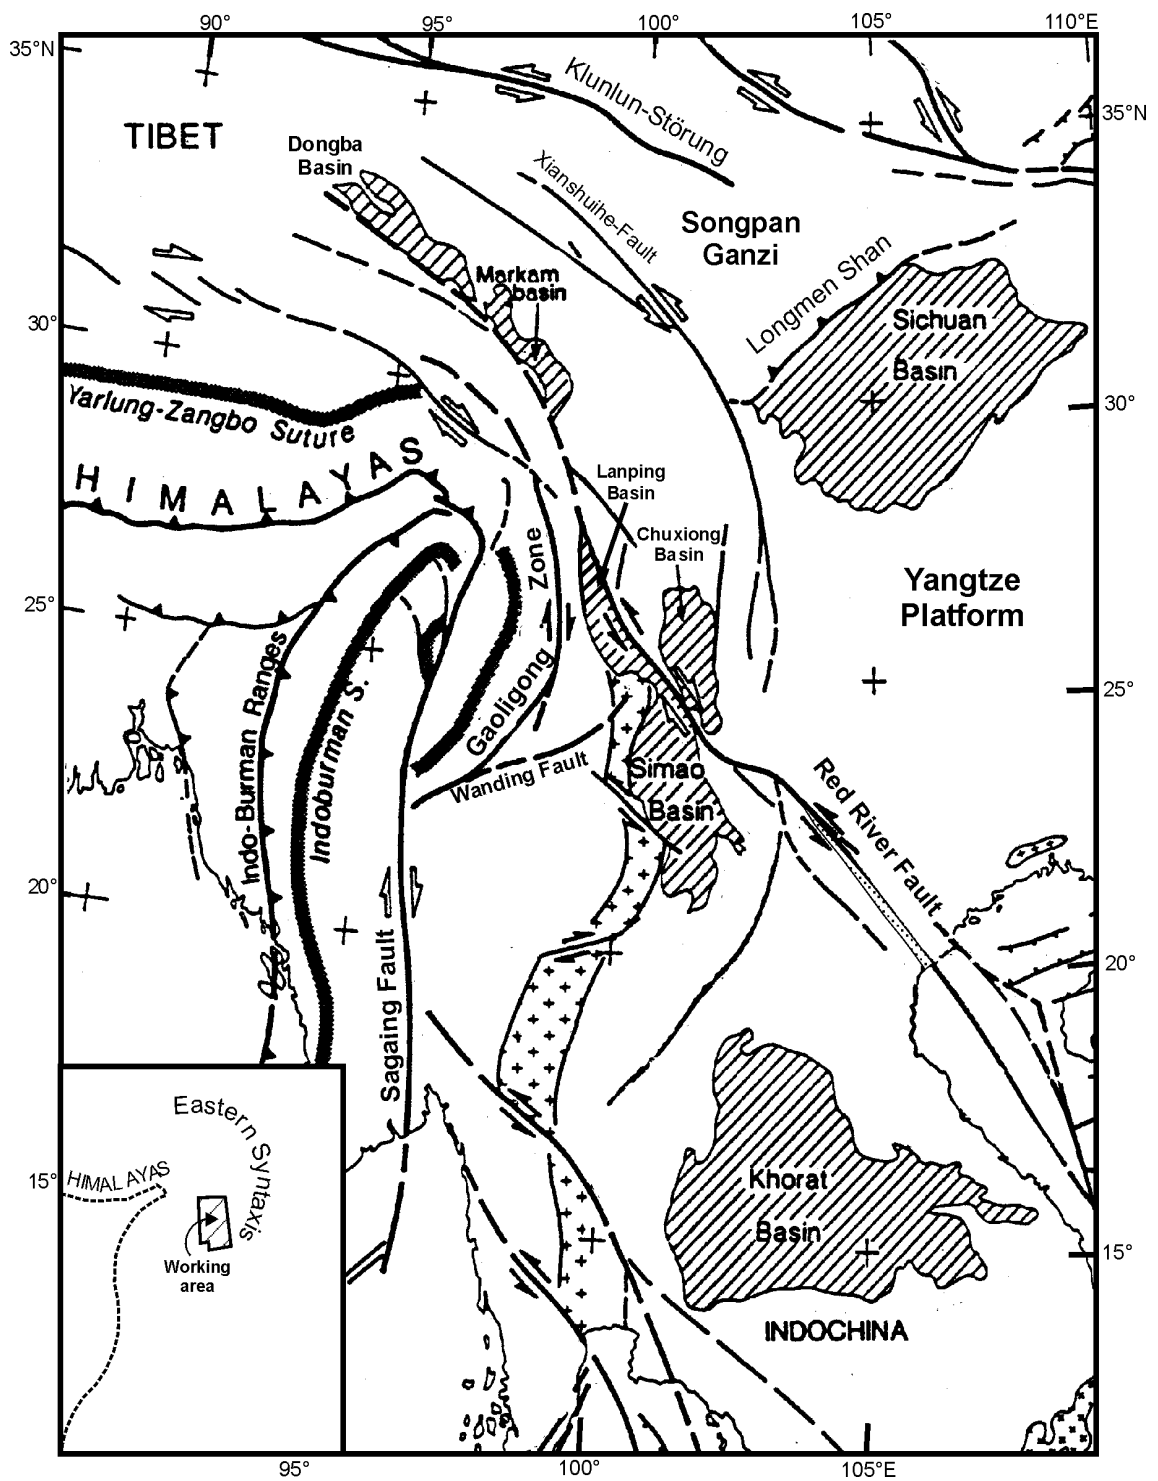 90°
95°
100°
105°
110°E
35°N
35°N
TIBET
Klunlun-Störung
Dongba
Basin
Xianshuihe-Fault
Songpan
Ganzi
Markam
basin
Longmen Shan
Sichuan
Basin
30°
30°
Yarlung-Zangbo Suture
HIMALAYAS
Lanping
Basin
Chuxiong
Basin
Gaoligong Zone
Yangtze
Platform
25°
25°
Indo-Burman Ranges
Indoburman S.
Wanding Fault
Simao
Basin
Red River Fault
20°
20°
Sagaing Fault
Eastern Syntaxis
HIMALAYAS
Working
area
15°
15°
Khorat
Basin
INDOCHINA
95°
100°
105°E